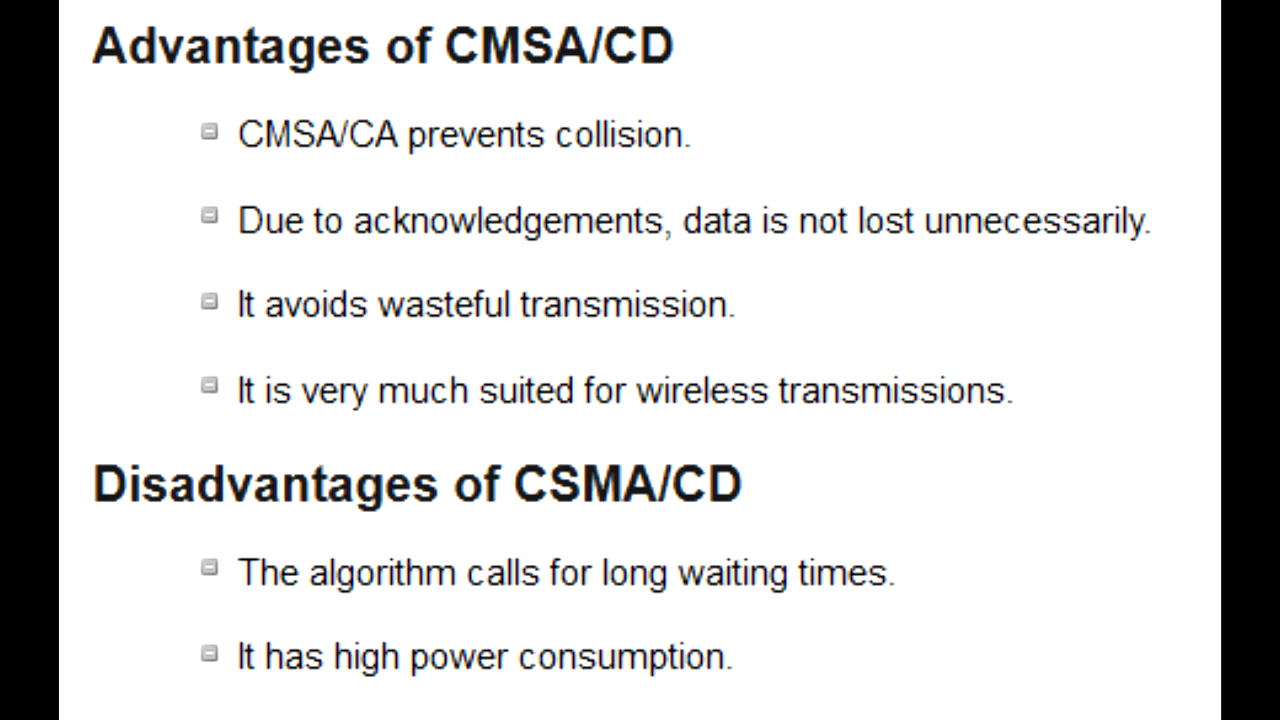 Advantages of CMSA/CD
CMSA/CA prevents collision.
Due to acknowledgements, data is not lost unnecessarily.
It avoids wasteful transmission.
It is very much suited for wireless transmissions.
Disadvantages of CSMA/CD
The algorithm calls for long waiting times.
It has high power consumption.